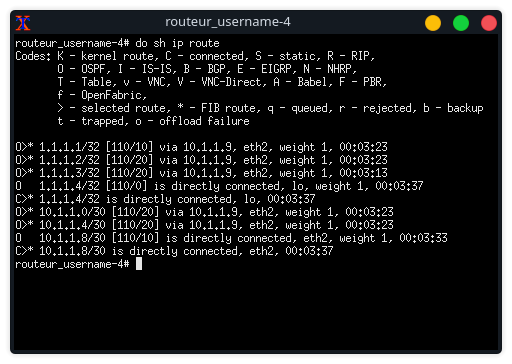 routeur_username-4
routeur_username-4# do sh ip route
Codes: K - kernel route, C - connected, S - static, R - RIP,
O - OSPF, I - IS-IS, B - BGP, E - EIGRP, N - NHRP,
T - Table, v - VNC, V - VNC-Direct, A - Babel, F - PBR,
f - OpenFabric,
> - selected route, * - FIB route, q - queued, r - rejected, b - backup
t - trapped, o - offload failure
O>* 1.1.1.1/32 [110/10] via 10.1.1.9, eth2, weight 1, 00:03:23
O>* 1.1.1.2/32 [110/20] via 10.1.1.9, eth2, weight 1, 00:03:23
O>* 1.1.1.3/32 [110/20] via 10.1.1.9, eth2, weight 1, 00:03:13
O   1.1.1.4/32 [110/0] is directly connected, lo, weight 1, 00:03:37
C>* 1.1.1.4/32 is directly connected, lo, 00:03:37
O>* 10.1.1.0/30 [110/20] via 10.1.1.9, eth2, weight 1, 00:03:23
O>* 10.1.1.4/30 [110/20] via 10.1.1.9, eth2, weight 1, 00:03:23
O   10.1.1.8/30 [110/10] is directly connected, eth2, weight 1, 00:03:33
C>* 10.1.1.8/30 is directly connected, eth2, 00:03:37
routeur_username-4#